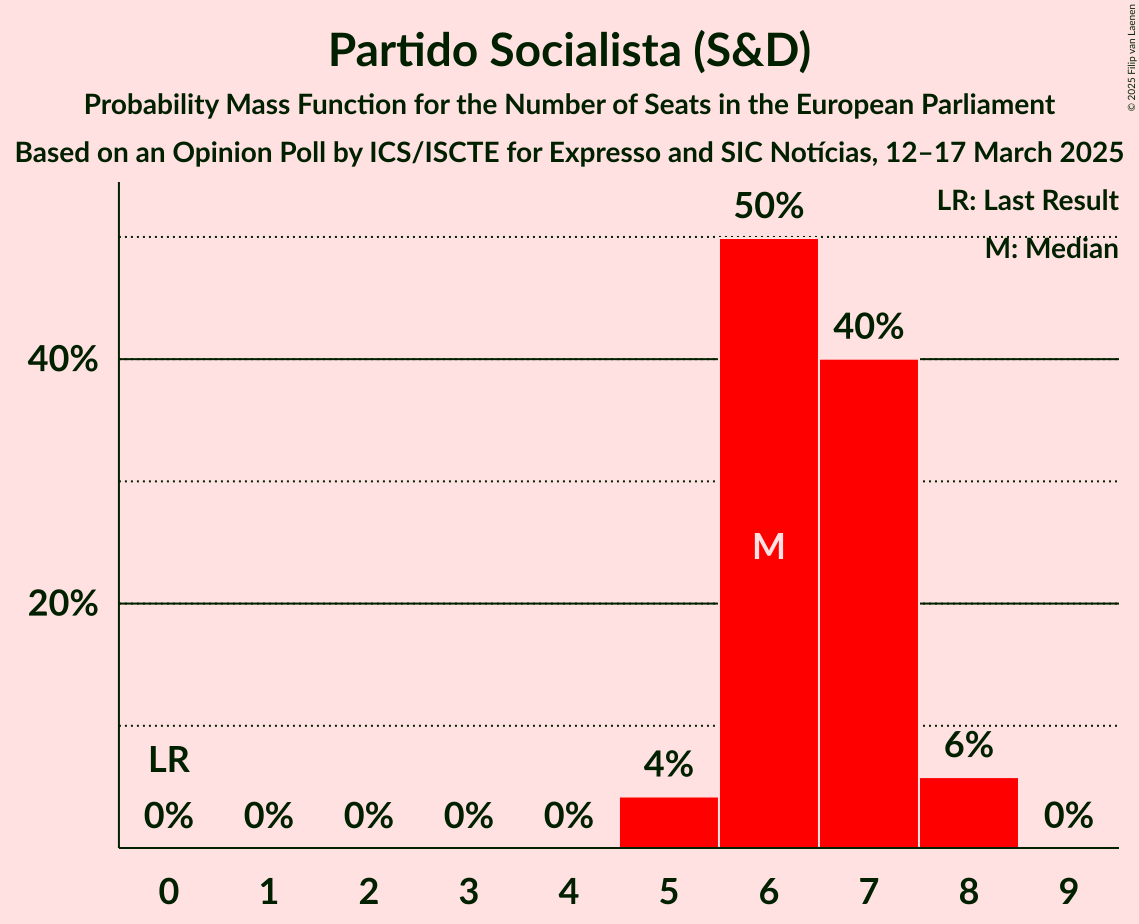 Partido Socialista (S&D)
Probability Mass Function for the Number of Seats in the European Parliament
Based on an Opinion Poll by ICS/ISCTE for Expresso and SIC Notícias, 12–17 March 2025
© 2025 Filip van Laenen
LR: Last Result
M: Median
50%
40%
40%
M
20%
LR
4%
6%
0% 0% 0% 0% 0% 0%
0 1 2 3 4 5 6 7 8 9